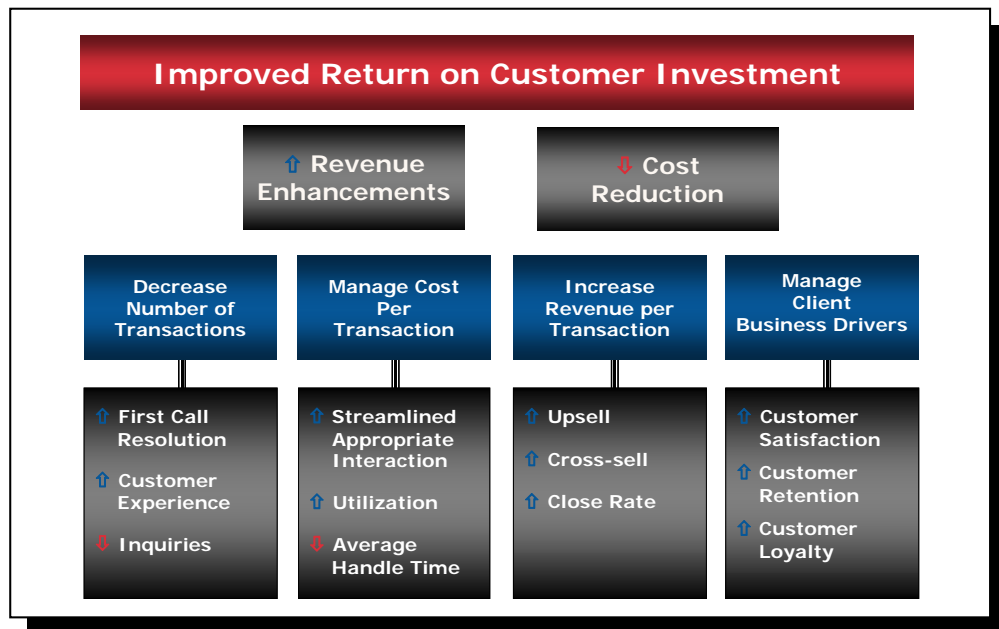 Improved Return on Customer Investment
⇧ Revenue
Enhancements
⇩ Cost
Reduction
Decrease
Number of
Transactions
Manage Cost
Per
Transaction
Increase
Revenue per
Transaction
Manage
Client
Business Drivers
⇧ First Call
Resolution
⇧ Customer
Experience
⇩ Inquiries
⇧ Streamlined
Appropriate
Interaction
⇧ Utilization
⇩ Average
Handle Time
⇧ Upsell
⇧ Cross-sell
⇧ Close Rate
⇧ Customer
Satisfaction
⇧ Customer
Retention
⇧ Customer
Loyalty